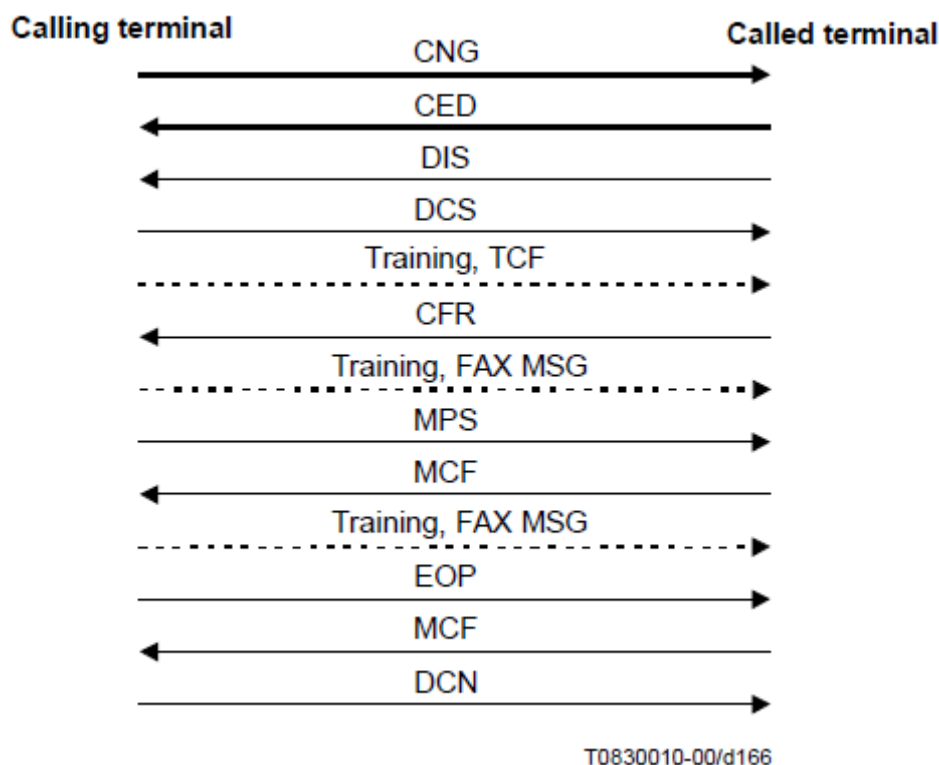 Calling terminal
Called terminal
CNG
CED
DIS
DCS
Training, TCF
CFR
Training, FAX MSG
MPS
MCF
Training, FAX MSG
EOP
MCF
DCN
T0830010-00/d166